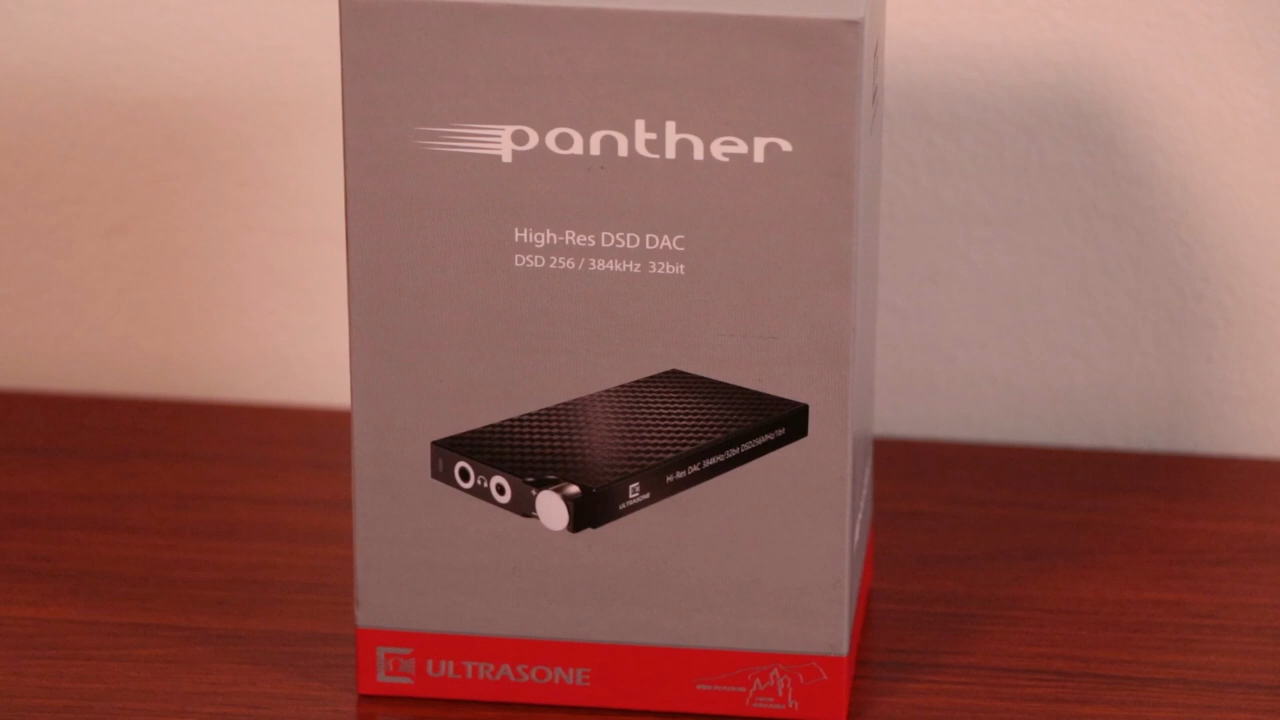 panther
High-Res DSD DAC
DSD 256 / 384kHz 32bit
Hi-Res DAC 384KHz/32bit DSD256MHz/1bit
ULTRASONE
ULTRASONE